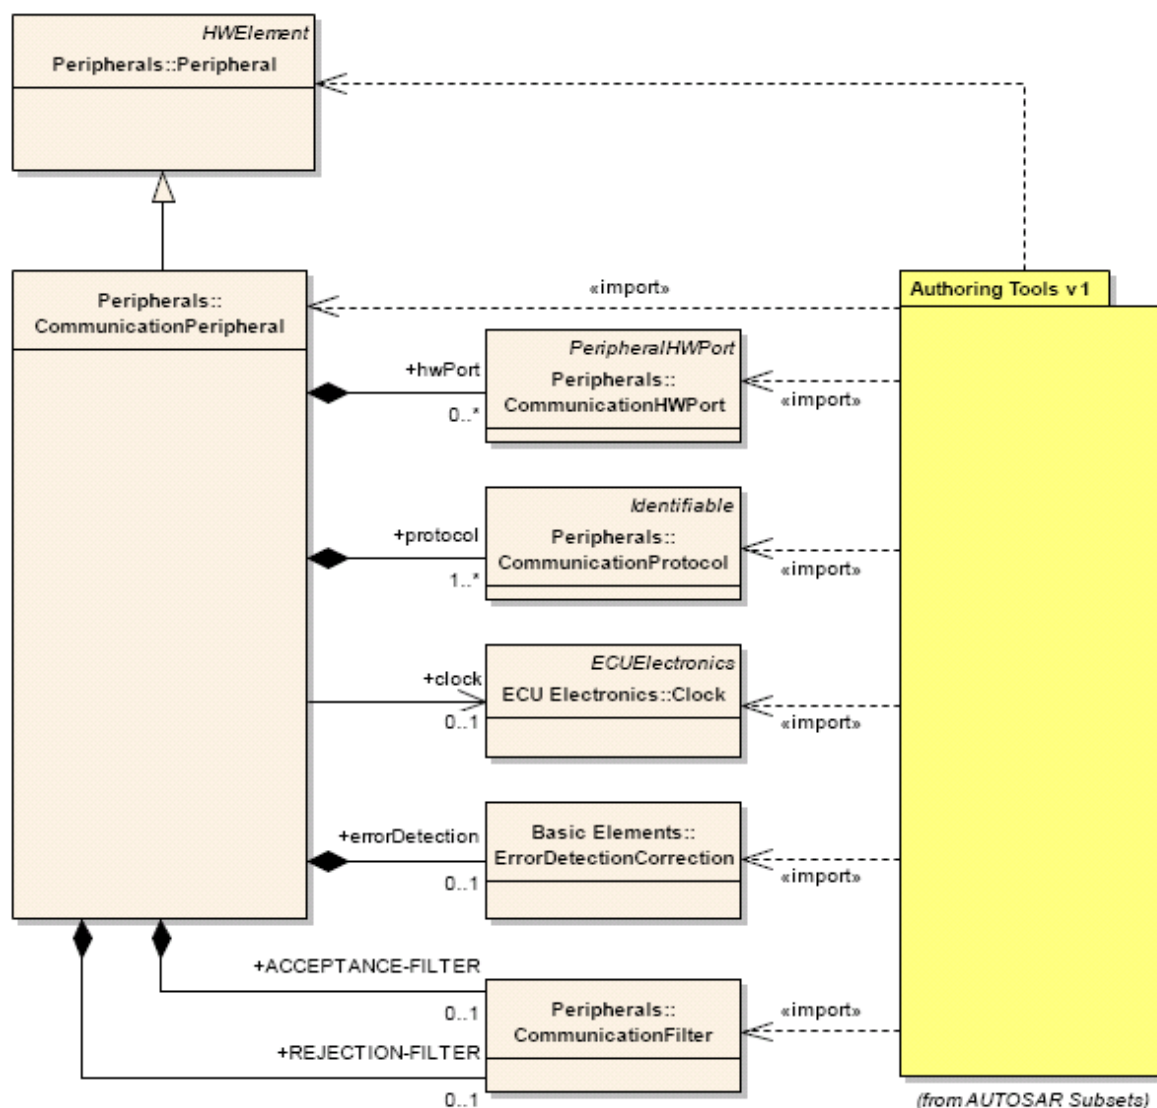 HWElement
Peripherals::Peripheral
Peripherals::
CommunicationPeripheral
«import»
Authoring Tools v1
+hwPort
0..*
PeripheralHWPort
Peripherals::
CommunicationHWPort
«import»
+protocol
1..*
Identifiable
Peripherals::
CommunicationProtocol
«import»
+clock
0..1
ECUElectronics
ECU Electronics::Clock
«import»
+errorDetection
0..1
Basic Elements::
ErrorDetectionCorrection
«import»
+ACCEPTANCE-FILTER
0..1
+REJECTION-FILTER
0..1
Peripherals::
CommunicationFilter
«import»
(from AUTOSAR Subsets)